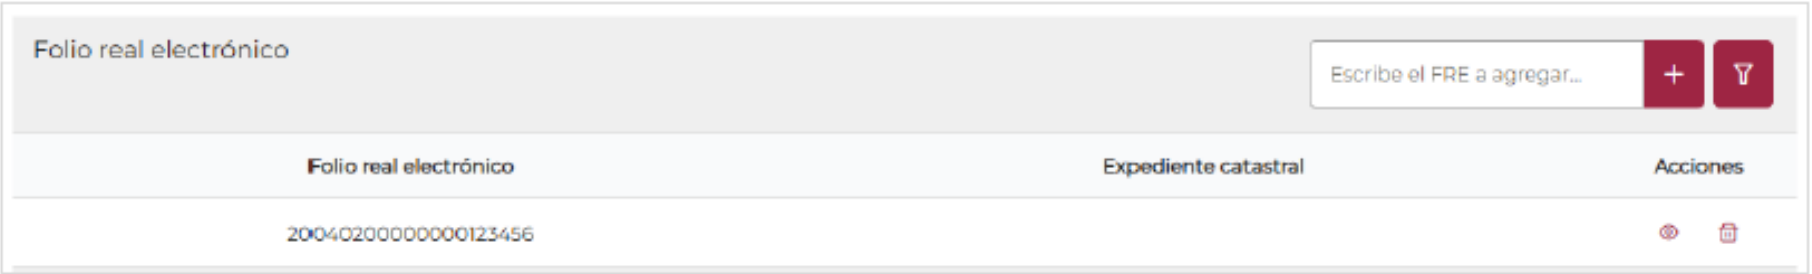 Folio real electrónico
Escribe el FRE a agregar...
Folio real electrónico Expediente catastral Acciones
20040200000000123456